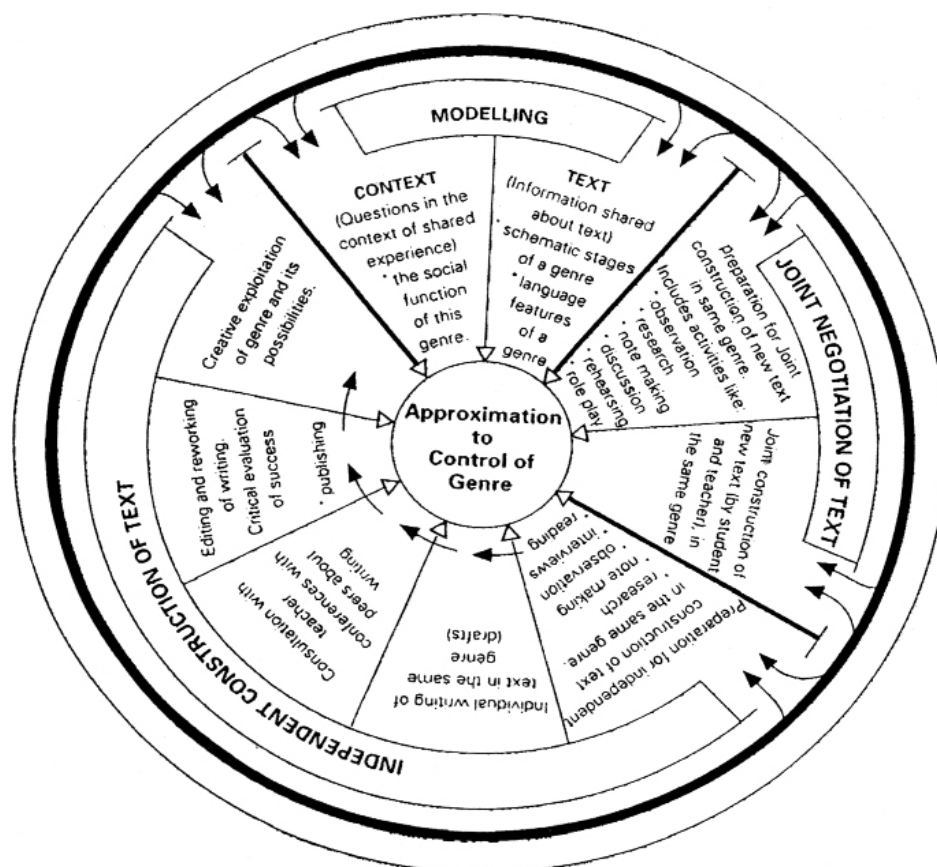 MODELLING
CONTEXT
(Questions in the
context of shared
experience)
• the social
function
of this
genre.
TEXT
(Information shared
about text)
• schematic stages
of a genre
• language
features
of a
genre
JOINT NEGOTIATION OF TEXT
preparation for Joint
construction of new text
in same genre.
Includes activities like:
• observation
• research
• note making
• discussion
• rehearsing
• role play
Joint construction of
new text (by student
and teacher), in
the same genre
INDEPENDENT CONSTRUCTION OF TEXT
Preparation for independent
construction of text
in the same genre.
• research
• note making
• observation
• interviews
• reading
Individual writing of
text in the same
genre
(drafts)
Consultation with
teacher
conferences with
peers about
writing
Editing and reworking
of writing.
Critical evaluation
of success
• publishing
Creative exploitation
of genre and its
possibilities.
Approximation
to
Control of
Genre